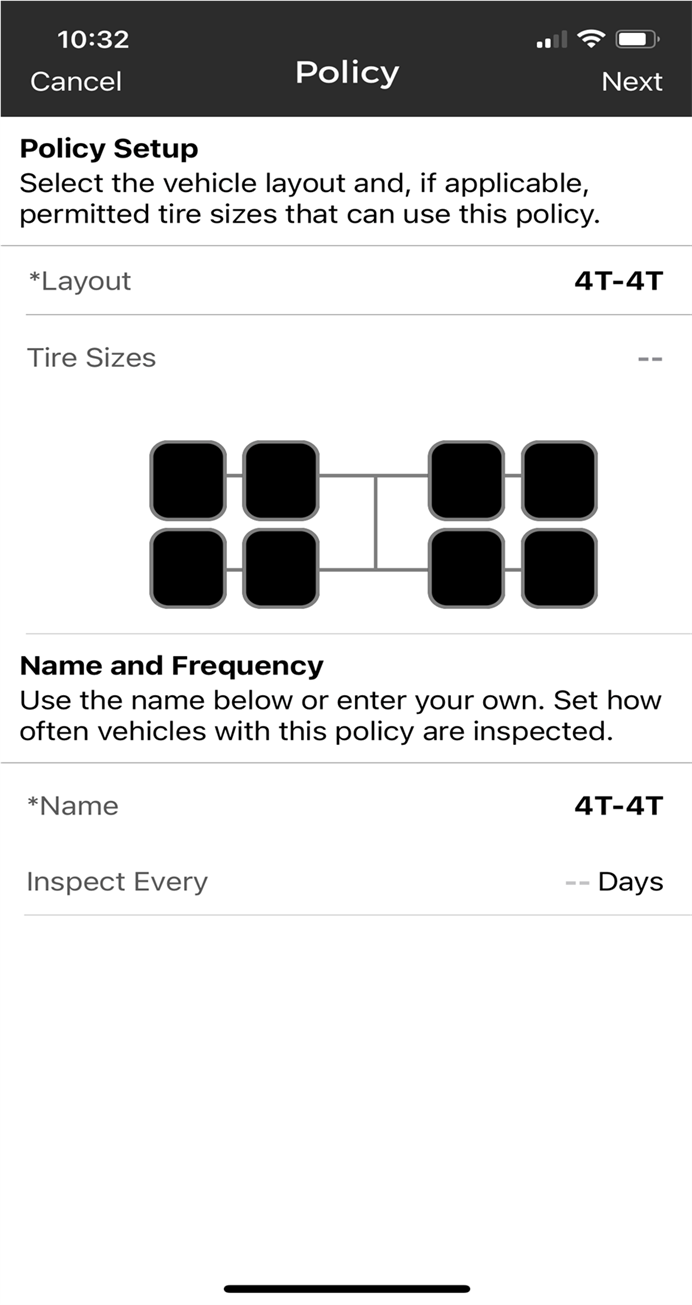 10:32
Cancel Policy Next
Policy Setup
Select the vehicle layout and, if applicable,
permitted tire sizes that can use this policy.
*Layout 4T-4T
Tire Sizes --
Name and Frequency
Use the name below or enter your own. Set how
often vehicles with this policy are inspected.
*Name 4T-4T
Inspect Every -- Days